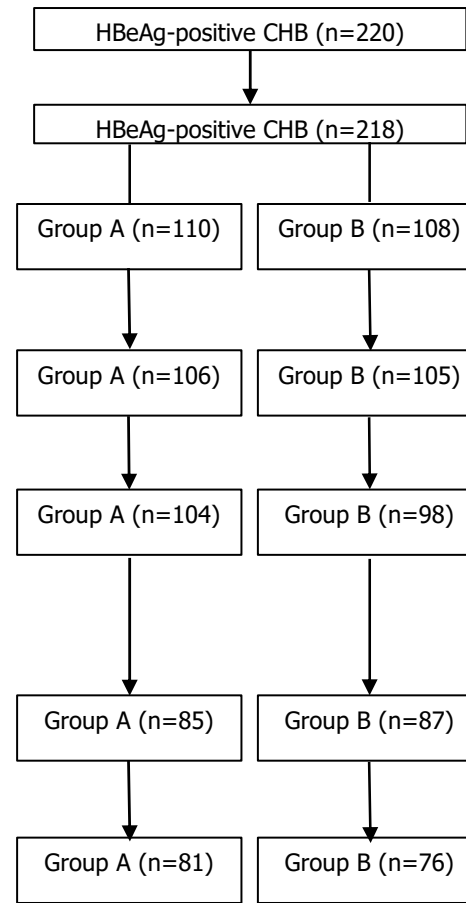 HBeAg-positive CHB (n=220)
HBeAg-positive CHB (n=218)
Group A (n=110)
Group B (n=108)
Group A (n=106)
Group B (n=105)
Group A (n=104)
Group B (n=98)
Group A (n=85)
Group B (n=87)
Group A (n=81)
Group B (n=76)